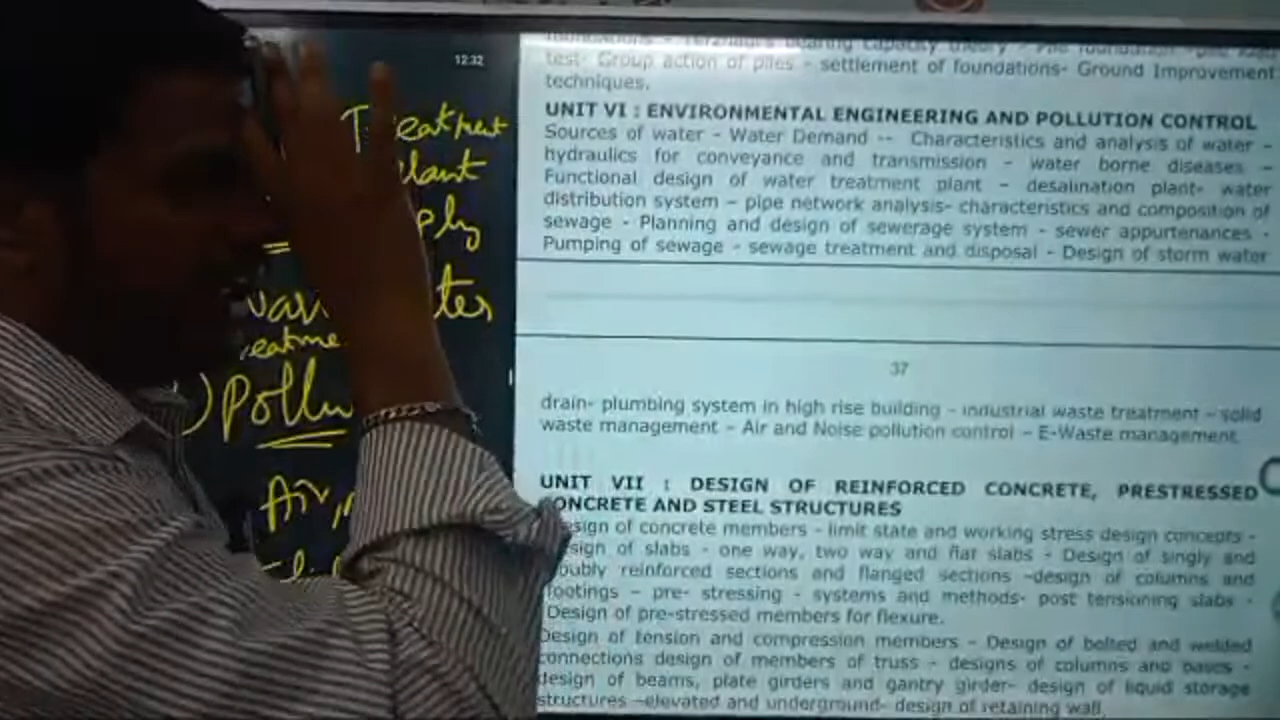 12:32
Treatment
=
Pollu
Air,
test- Group action of piles - settlement of foundations- Ground Improvement
techniques.
UNIT VI : ENVIRONMENTAL ENGINEERING AND POLLUTION CONTROL
Sources of water - Water Demand -- Characteristics and analysis of water –
hydraulics for conveyance and transmission – water borne diseases –
Functional design of water treatment plant – desalination plant- water
distribution system – pipe network analysis- characteristics and composition of
sewage - Planning and design of sewerage system - sewer appurtenances -
Pumping of sewage - sewage treatment and disposal - Design of storm water
37
drain- plumbing system in high rise building – industrial waste treatment – solid
waste management – Air and Noise pollution control – E-Waste management.
UNIT VII : DESIGN OF REINFORCED CONCRETE, PRESTRESSED
CONCRETE AND STEEL STRUCTURES
esign of concrete members - limit state and working stress design concepts -
sign of slabs - one way, two way and flat slabs - Design of singly and
oubly reinforced sections and flanged sections –design of columns and
footings – pre- stressing - systems and methods- post tensioning slabs -
Design of pre-stressed members for flexure.
Design of tension and compression members – Design of bolted and welded
connections design of members of truss - designs of columns and bases -
design of beams, plate girders and gantry girder- design of liquid storage
structures –elevated and underground- design of retaining wall.